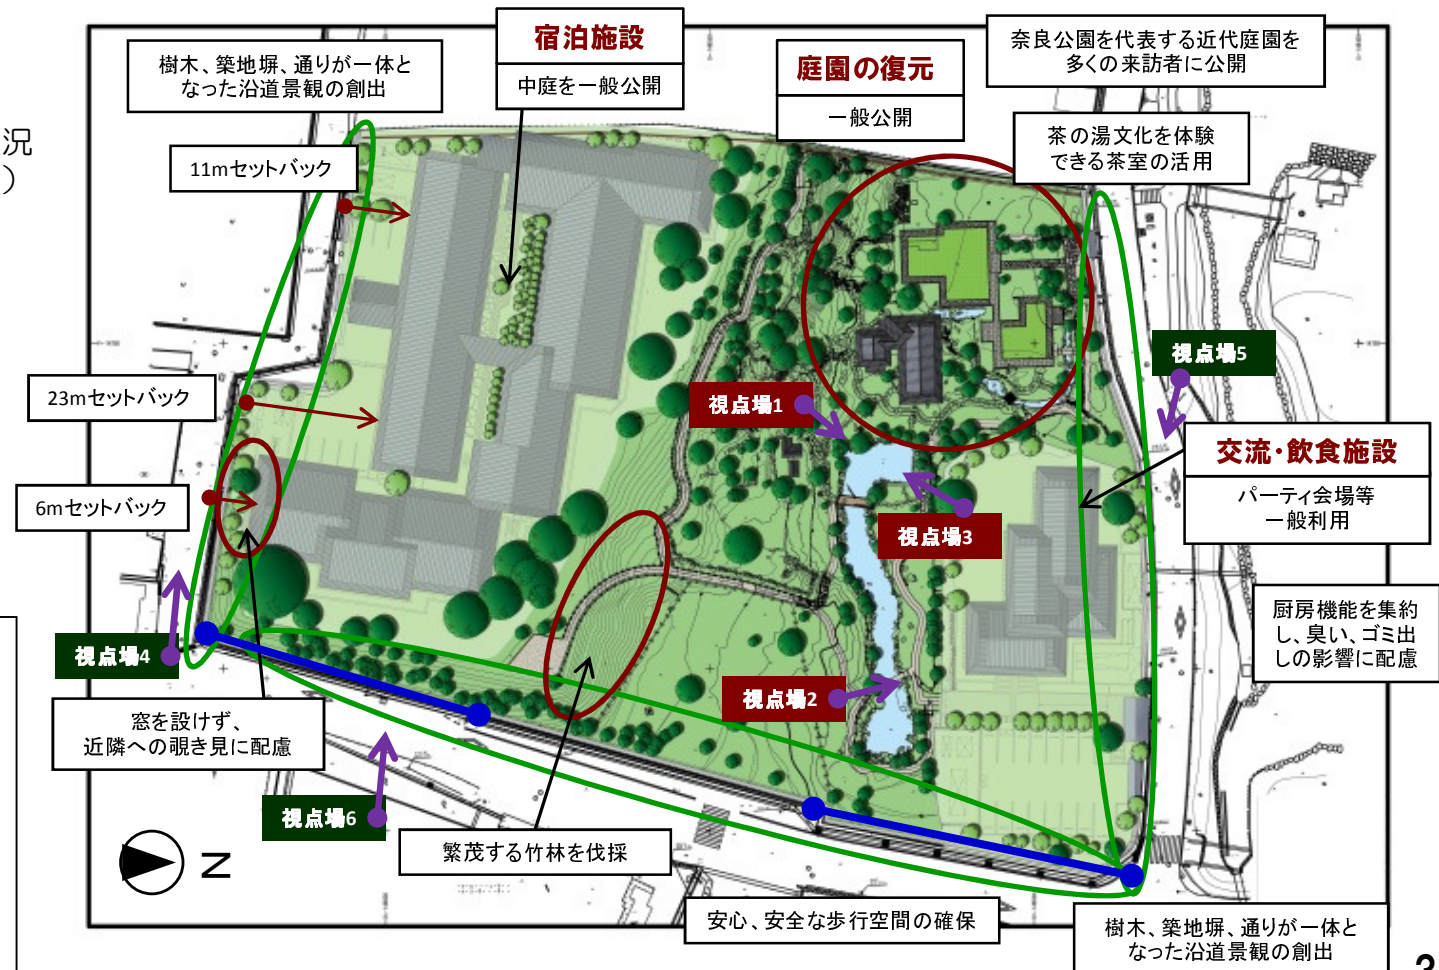 況
）
樹木、築地塀、通りが一体と
なった沿道景観の創出
宿泊施設
中庭を一般公開
庭園の復元
一般公開
奈良公園を代表する近代庭園を
多くの来訪者に公開
茶の湯文化を体験
できる茶室の活用
11mセットバック
23mセットバック
6mセットバック
視点場1
視点場5
交流・飲食施設
パーティ会場等
一般利用
視点場3
視点場4
視点場2
厨房機能を集約
し、臭い、ゴミ出
しの影響に配慮
窓を設けず、
近隣への覗き見に配慮
視点場6
繁茂する竹林を伐採
N
安心、安全な歩行空間の確保
樹木、築地塀、通りが一体と
なった沿道景観の創出
3